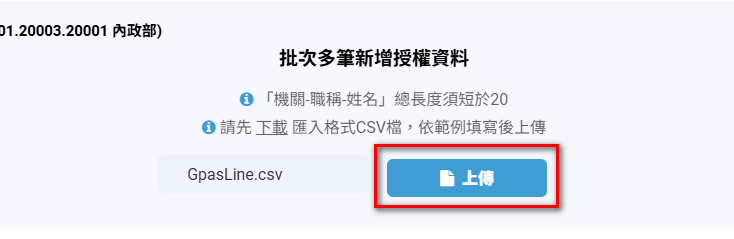 01.20003.20001 內政部)
批次多筆新增授權資料
「機關-職稱-姓名」總長度須短於20
請先 下載 匯入格式CSV檔，依範例填寫後上傳
GpasLine.csv
上傳